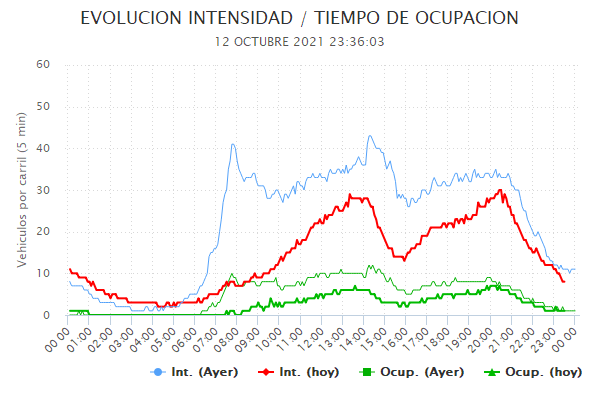 EVOLUCION INTENSIDAD / TIEMPO DE OCUPACION
12 OCTUBRE 2021 23:36:03
Vehiculos por carril (5 min)
60
50
40
30
20
10
0
00:00 01:00 02:00 03:00 04:00 05:00 06:00 07:00 08:00 09:00 10:00 11:00 12:00 13:00 14:00 15:00 16:00 17:00 18:00 19:00 20:00 21:00 22:00 23:00 00:00
Int. (Ayer) Int. (hoy) Ocup. (Ayer) Ocup. (hoy)